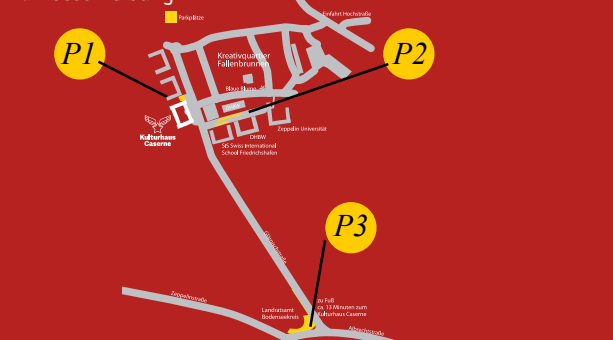 Parkplätze
Einfahrt Hochstraße
P1
P2
Kreativquartier
Fallenbrunnen
Blaue Blume
Kulturhaus
Caserne
Zeppelin Universität
DHBW
SIS Swiss International
School Friedrichshafen
P3
Zeppelinstraße
Landratsamt
Bodenseekreis
zu Fuß
ca. 13 Minuten zum
Kulturhaus Caserne
Albrechtstraße